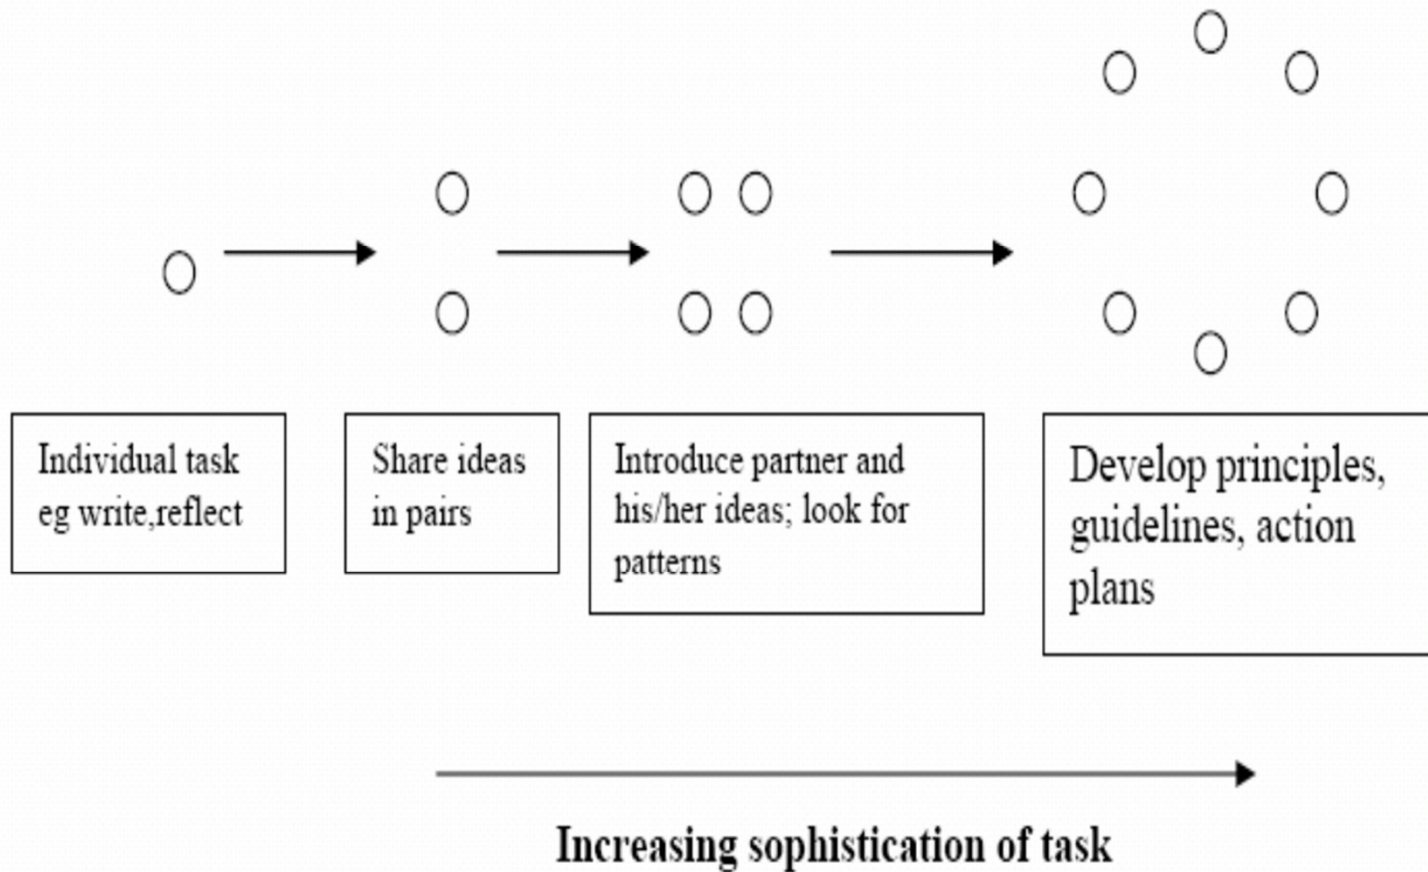 Individual task
eg write,reflect
Share ideas
in pairs
Introduce partner and
his/her ideas; look for
patterns
Develop principles,
guidelines, action
plans
Increasing sophistication of task